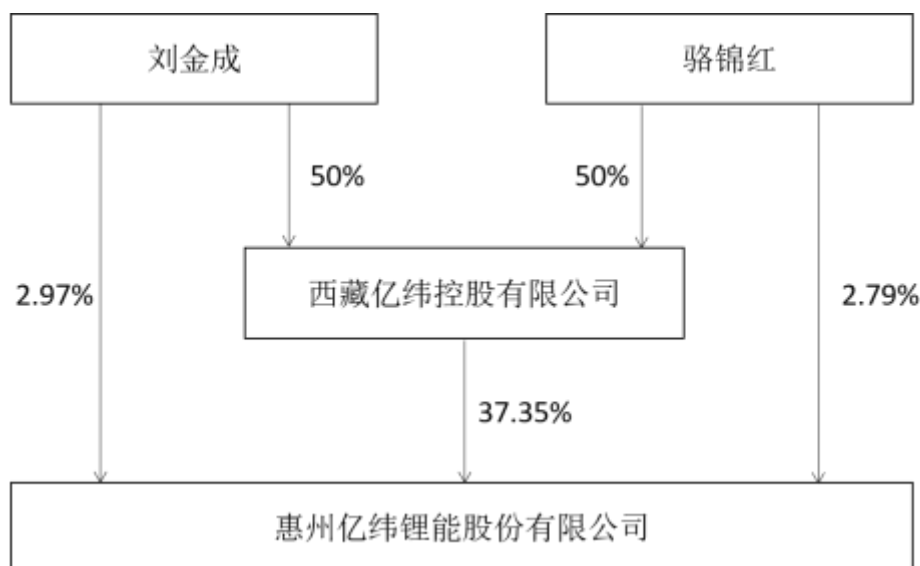 刘金成
骆锦红
50%
50%
2.97%
西藏亿纬控股有限公司
2.79%
37.35%
惠州亿纬锂能股份有限公司